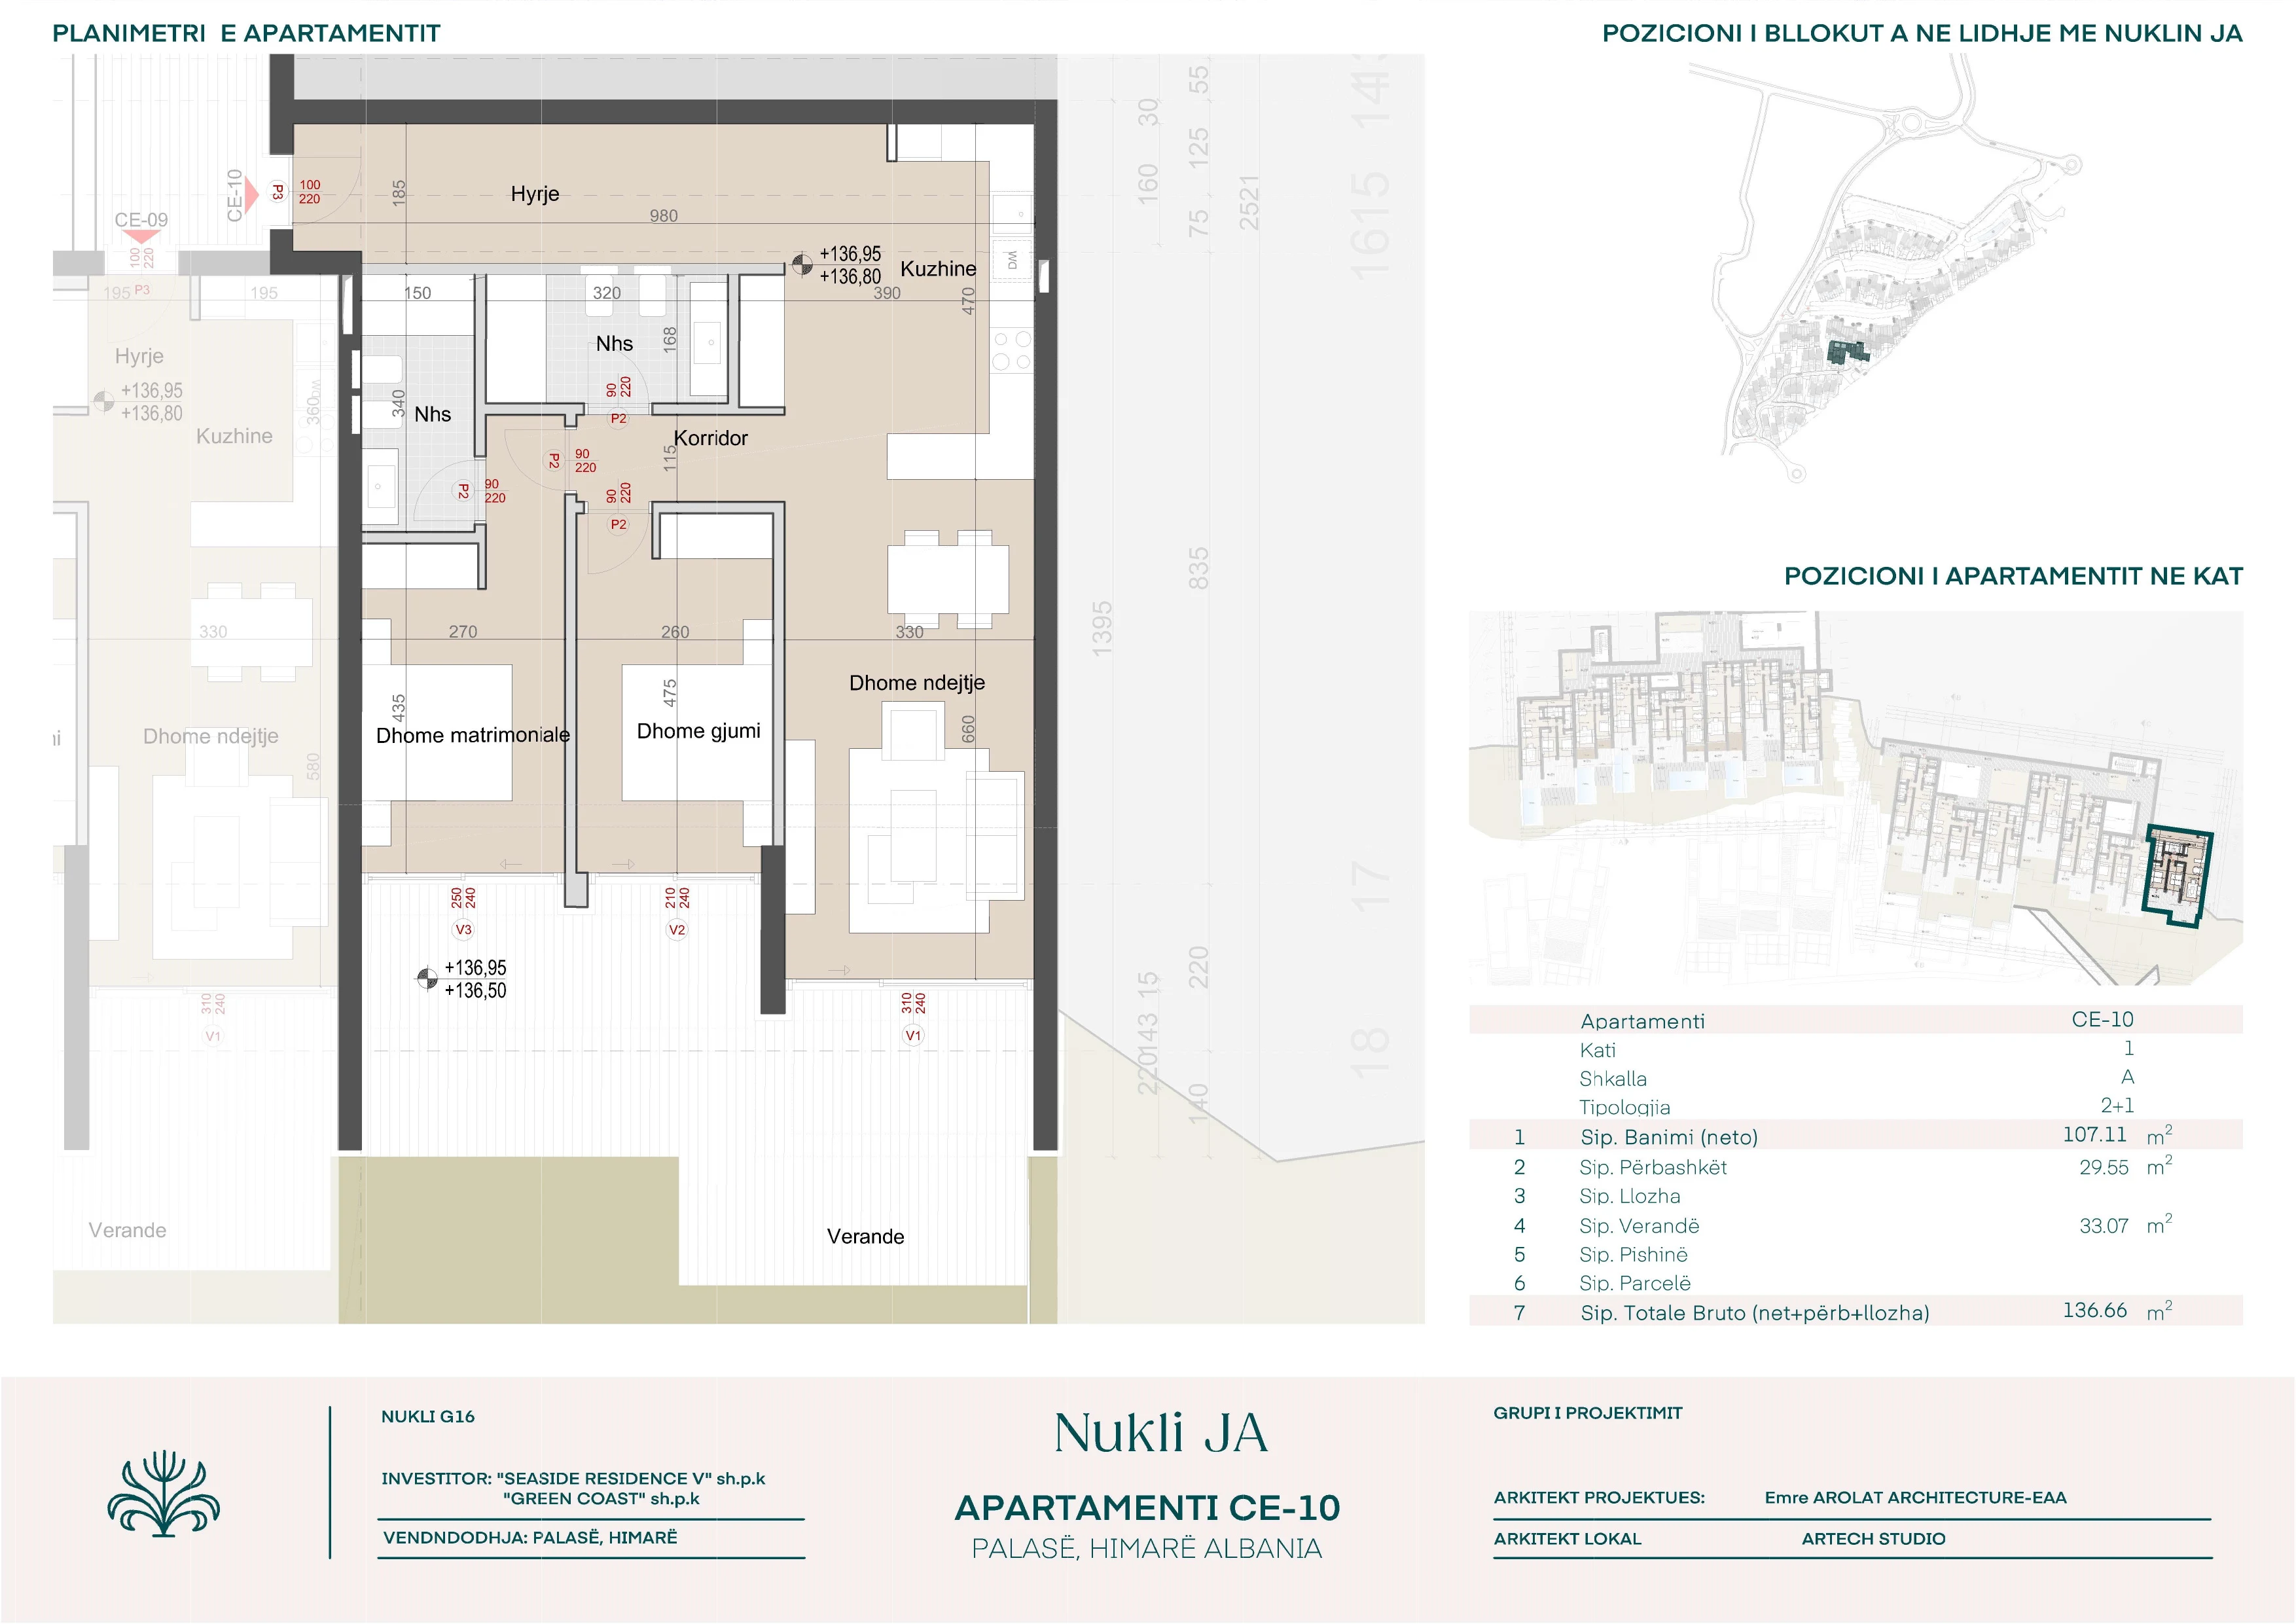 PLANIMETRI E APARTAMENTIT
POZICIONI I BLLOKUT A NE LIDHJE ME NUKLIN JA
CE-10
P3
100
220
185
Hyrje
980
+136,95
+136,80
Kuzhine
WD
CE-09
100
220
P3
195
195
150
320
390
470
Hyrje
+136,95
+136,80
360
Kuzhine
Nhs
168
90
220
P2
340
Nhs
Korridor
115
P2
90
220
P2
90
220
90
220
P2
330
270
260
330
Dhome ndejtje
580
435
Dhome matrimoniale
475
Dhome gjumi
Dhome ndejtje
660
250
240
V3
210
240
V2
310
240
V1
310
240
V1
+136,95
+136,50
Verande
Verande
30
160
55
125
75
2521
1615
1395
835
220
15
143
220
140
17
18
POZICIONI I APARTAMENTIT NE KAT
Apartamenti CE-10
Kati 1
Shkalla A
Tipologjia 2+1
1 Sip. Banimi (neto) 107.11 m²
2 Sip. Përbashkët 29.55 m²
3 Sip. Llozha
4 Sip. Verandë 33.07 m²
5 Sip. Pishinë
6 Sip. Parcelë
7 Sip. Totale Bruto (net+përb+llozha) 136.66 m²
NUKLI G16
INVESTITOR: "SEASIDE RESIDENCE V" sh.p.k
"GREEN COAST" sh.p.k
VENDNDODHJA: PALASË, HIMARË
Nukli JA
APARTAMENTI CE-10
PALASË, HIMARË ALBANIA
GRUPI I PROJEKTIMIT
ARKITEKT PROJEKTUES: Emre AROLAT ARCHITECTURE-EAA
ARKITEKT LOKAL ARTECH STUDIO